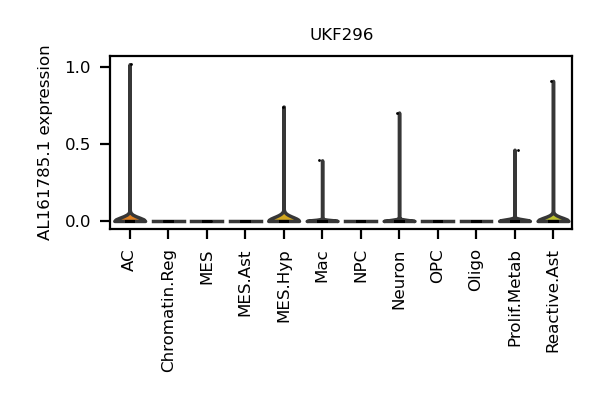 UKF296
AL161785.1 expression
1.0
0.5
0.0
AC
Chromatin.Reg
MES
MES.Ast
MES.Hyp
Mac
NPC
Neuron
OPC
Oligo
Prolif.Metab
Reactive.Ast